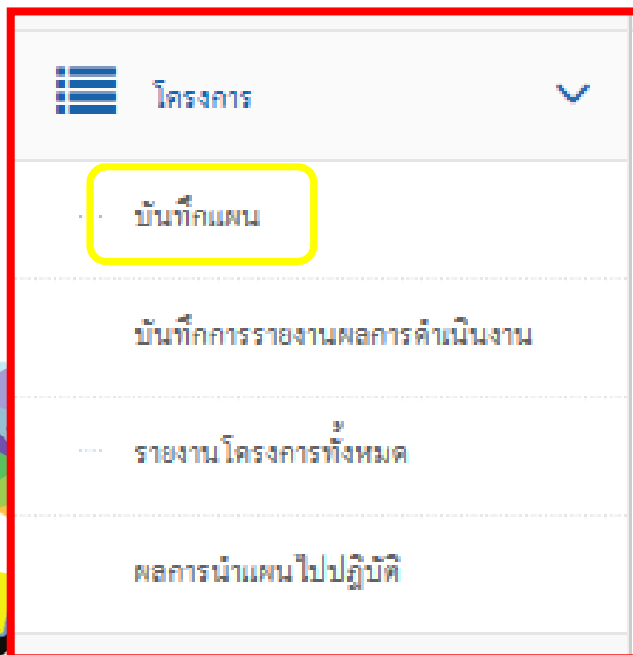 โครงการ
บันทึกแผน
บันทึกการรายงานผลการดำเนินงาน
รายงานโครงการทั้งหมด
ผลการนำแผนไปปฏิบัติ